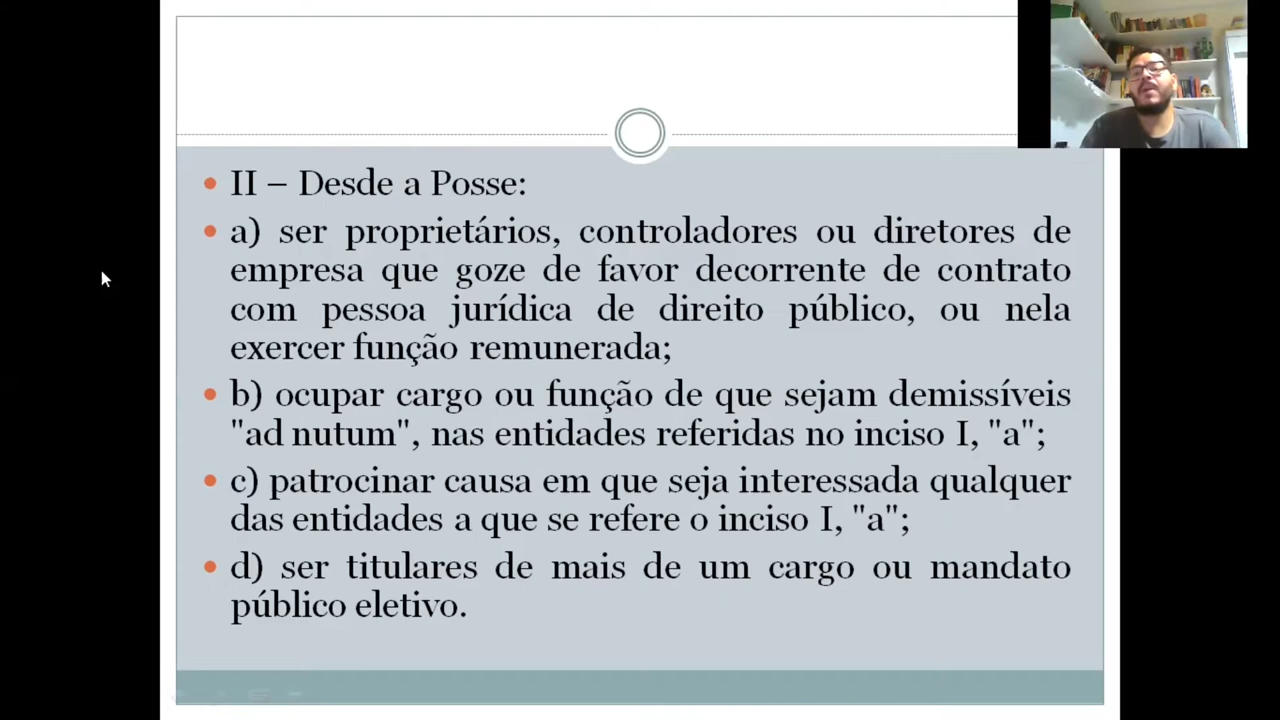 II – Desde a Posse:
a) ser proprietários, controladores ou diretores de
empresa que goze de favor decorrente de contrato
com pessoa jurídica de direito público, ou nela
exercer função remunerada;
b) ocupar cargo ou função de que sejam demissíveis
"ad nutum", nas entidades referidas no inciso I, "a";
c) patrocinar causa em que seja interessada qualquer
das entidades a que se refere o inciso I, "a";
d) ser titulares de mais de um cargo ou mandato
público eletivo.